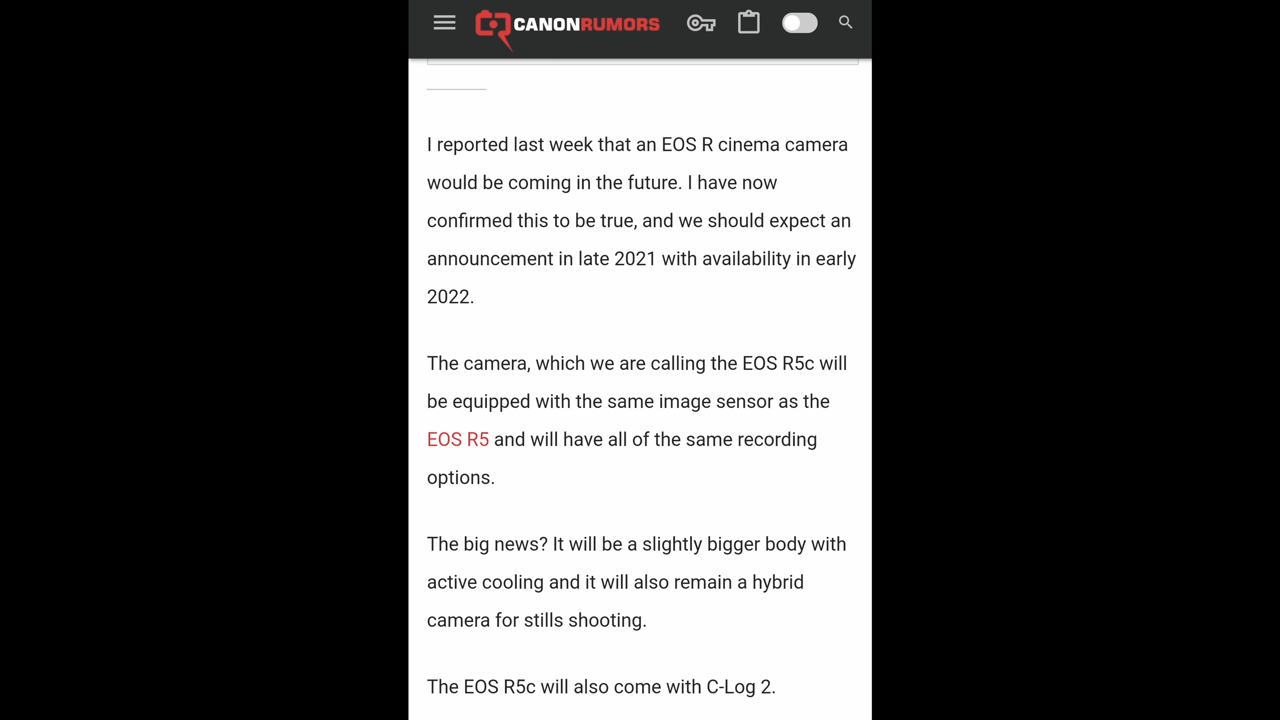 CANONRUMORS
I reported last week that an EOS R cinema camera
would be coming in the future. I have now
confirmed this to be true, and we should expect an
announcement in late 2021 with availability in early
2022.
The camera, which we are calling the EOS R5c will
be equipped with the same image sensor as the
EOS R5 and will have all of the same recording
options.
The big news? It will be a slightly bigger body with
active cooling and it will also remain a hybrid
camera for stills shooting.
The EOS R5c will also come with C-Log 2.